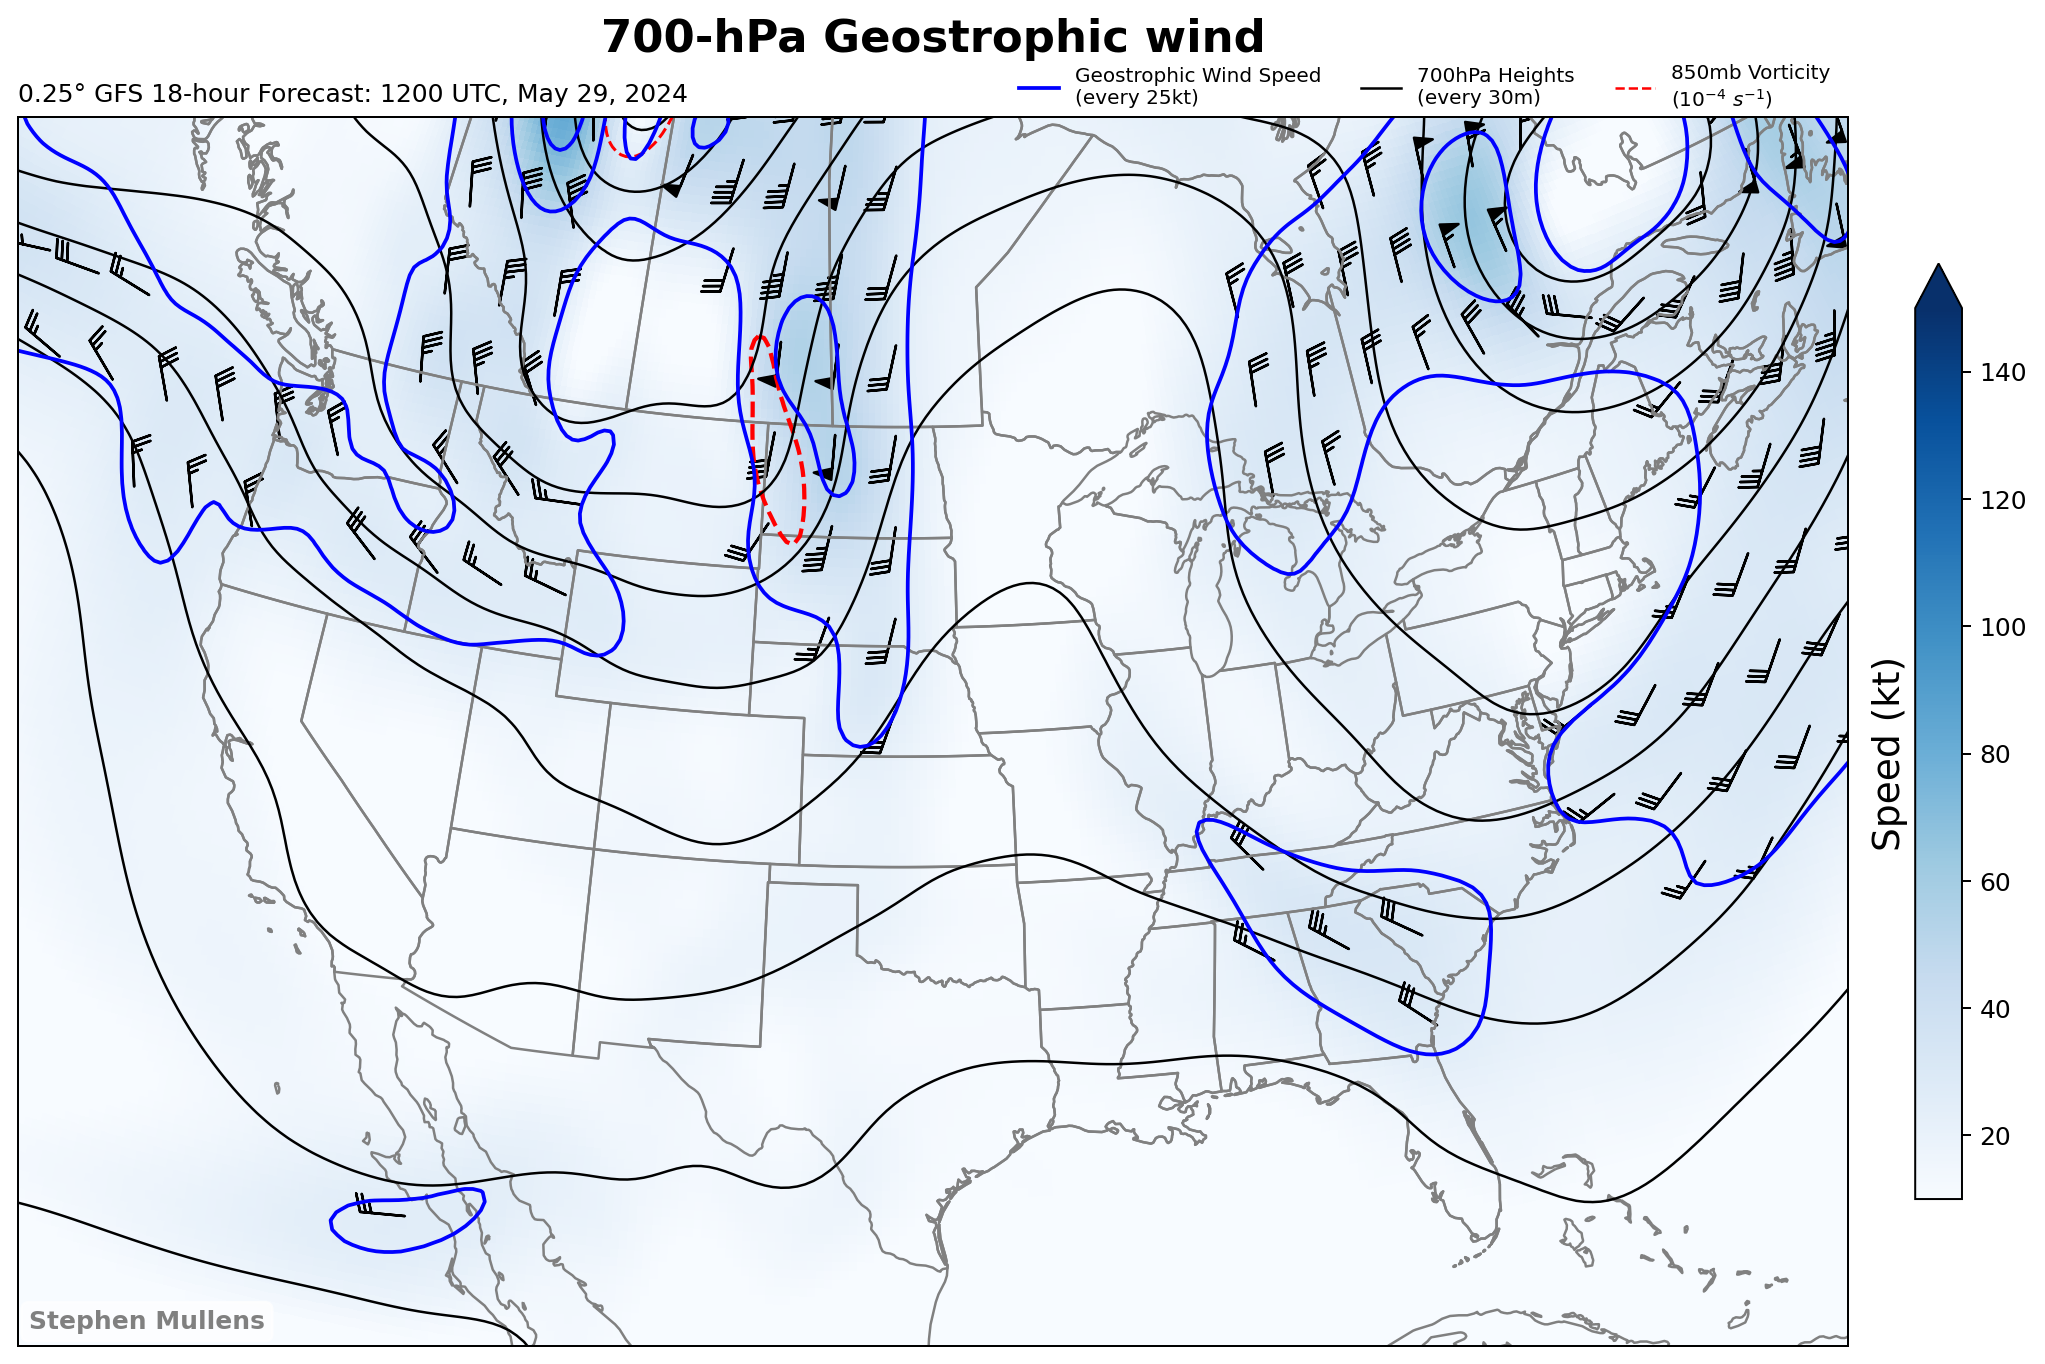 700-hPa Geostrophic wind
0.25° GFS 18-hour Forecast: 1200 UTC, May 29, 2024
Geostrophic Wind Speed
(every 25kt)
700hPa Heights
(every 30m)
850mb Vorticity
(10⁻⁴ s⁻¹)
140
120
100
80
60
40
20
Speed (kt)
Stephen Mullens